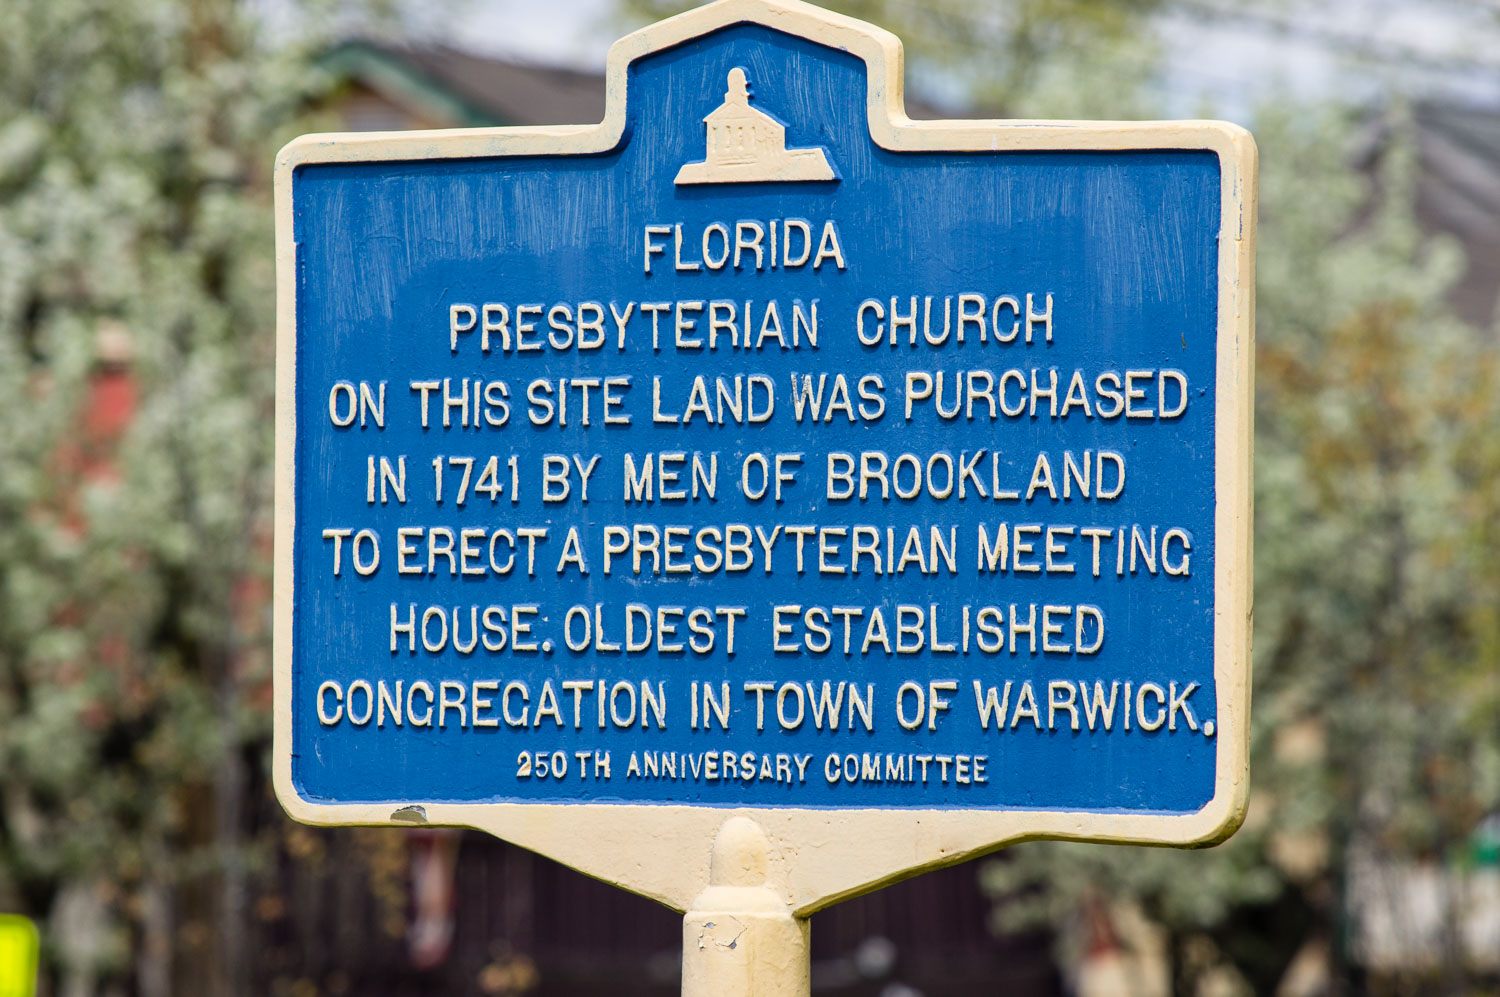 FLORIDA
PRESBYTERIAN CHURCH
ON THIS SITE LAND WAS PURCHASED
IN 1741 BY MEN OF BROOKLAND
TO ERECT A PRESBYTERIAN MEETING
HOUSE. OLDEST ESTABLISHED
CONGREGATION IN TOWN OF WARWICK.
250TH ANNIVERSARY COMMITTEE